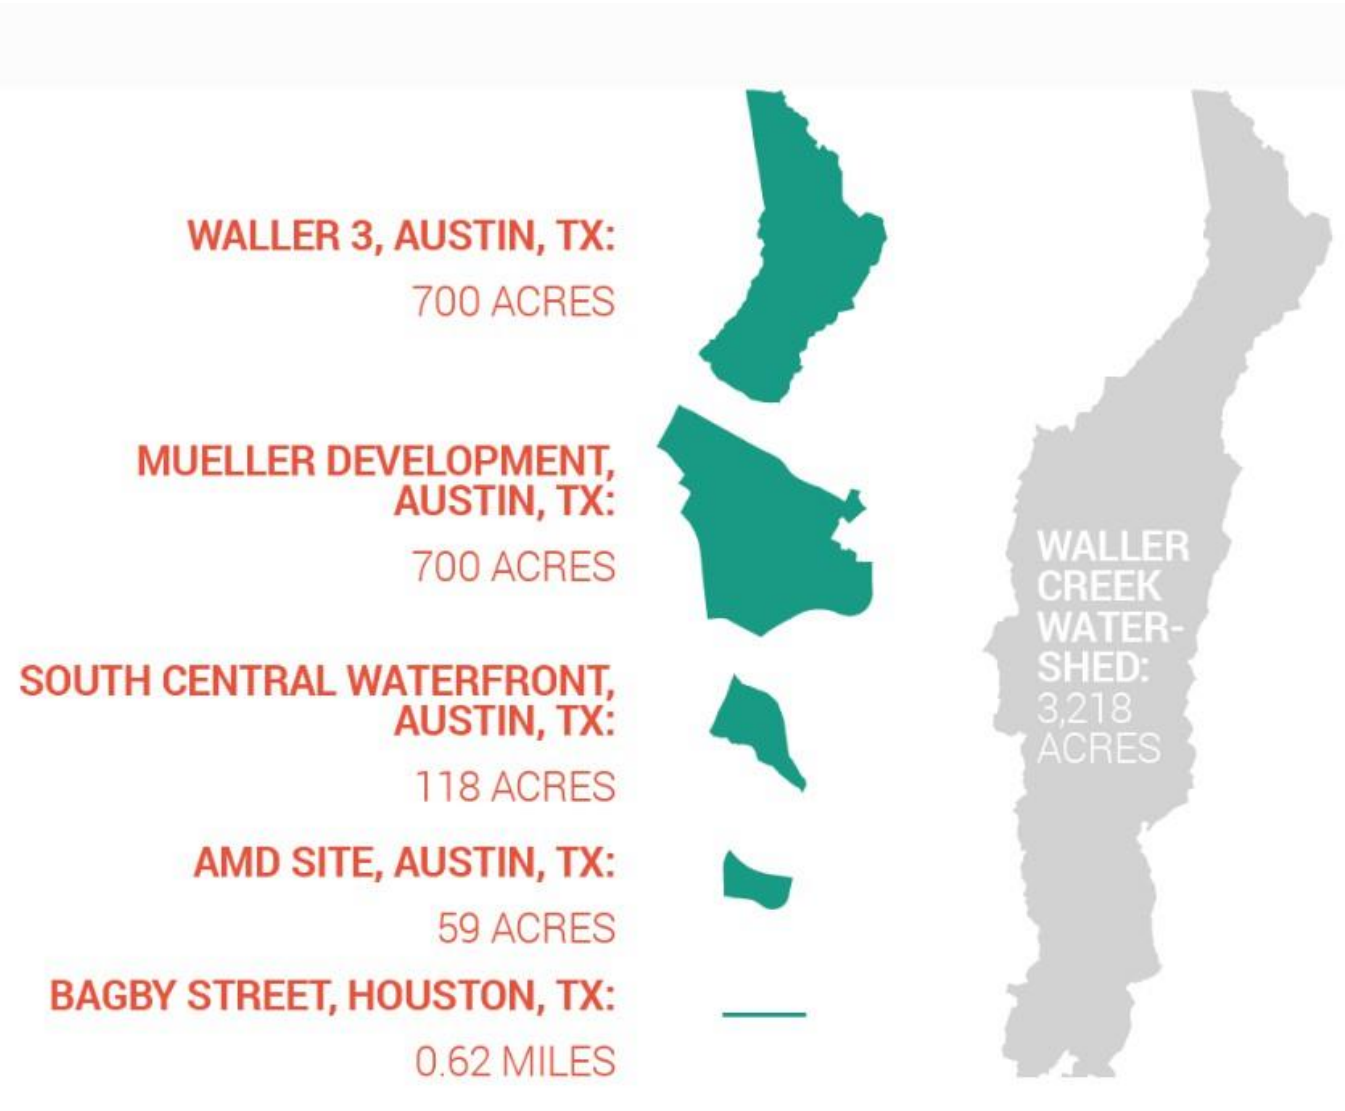 WALLER 3, AUSTIN, TX:
700 ACRES
MUELLER DEVELOPMENT,
AUSTIN, TX:
700 ACRES
SOUTH CENTRAL WATERFRONT,
AUSTIN, TX:
118 ACRES
AMD SITE, AUSTIN, TX:
59 ACRES
BAGBY STREET, HOUSTON, TX:
0.62 MILES
WALLER
CREEK
WATER-
SHED:
3,218
ACRES